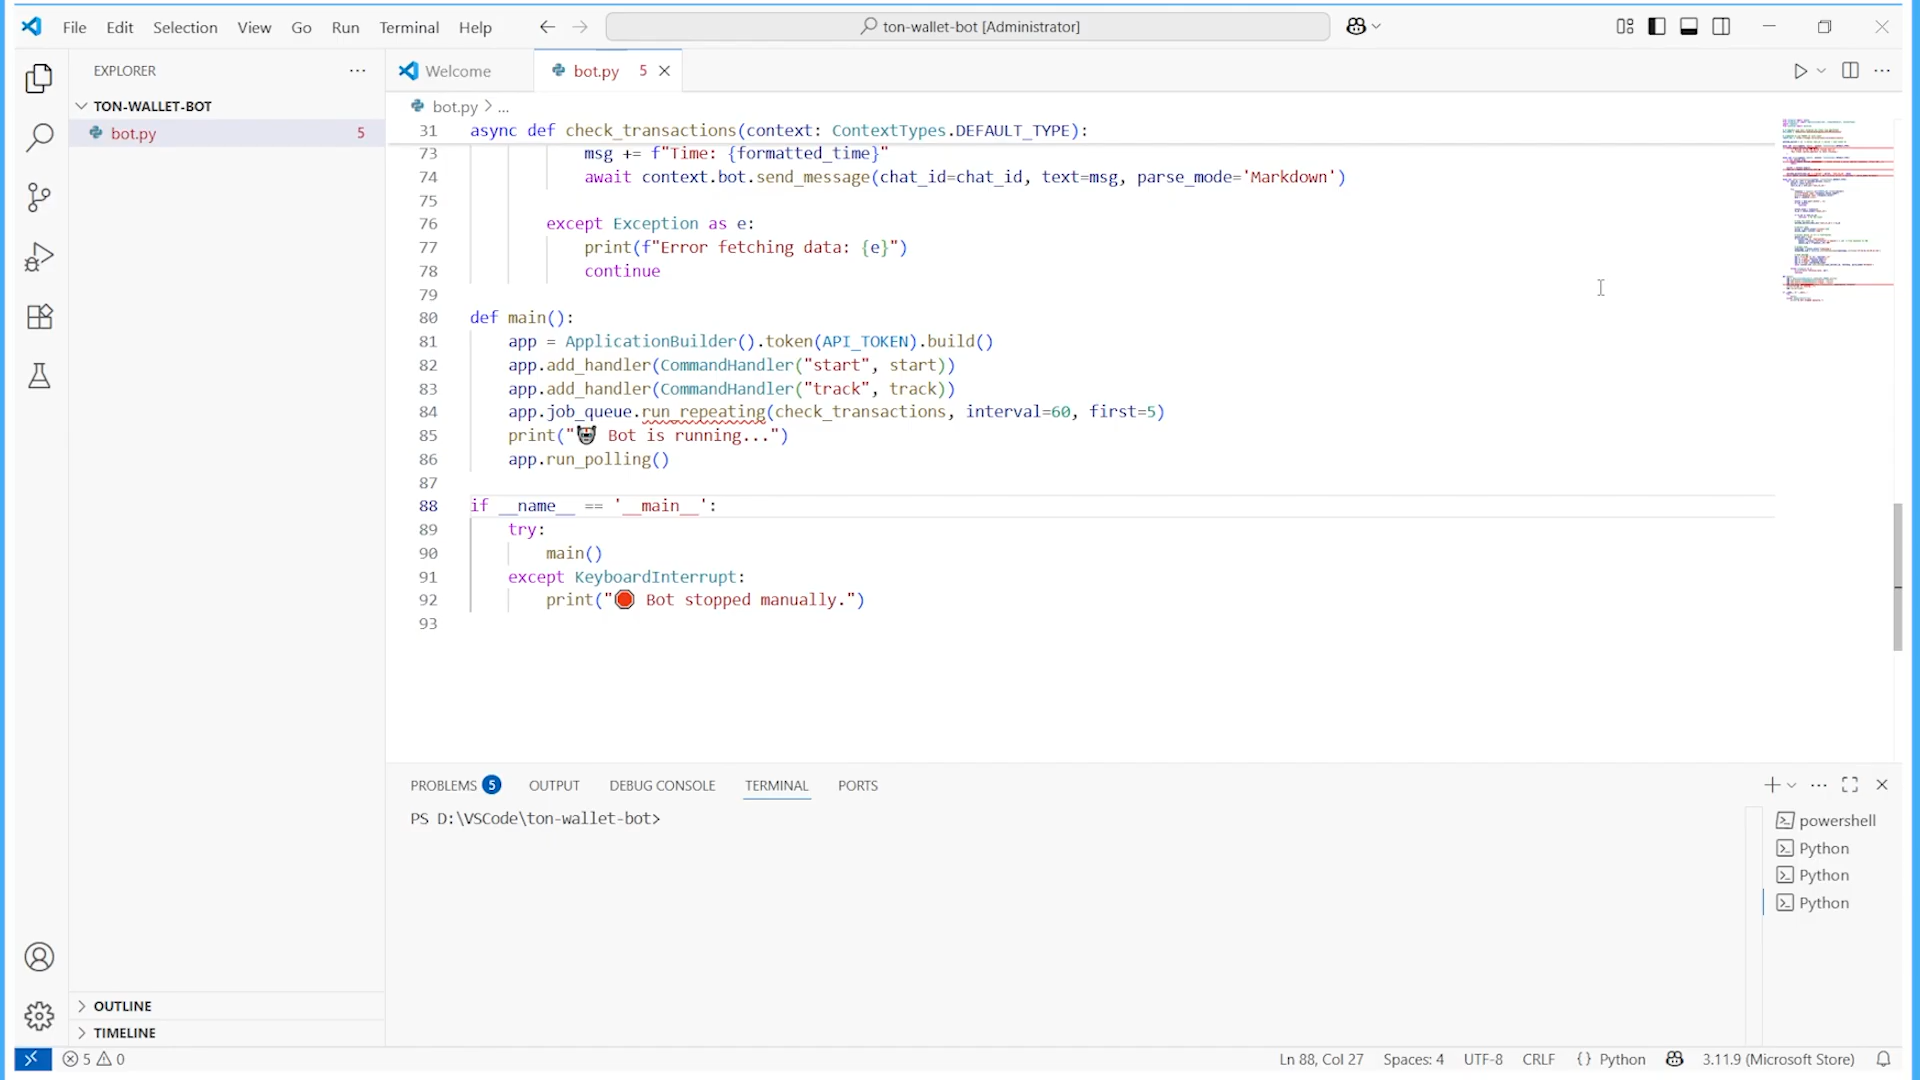 File Edit Selection View Go Run Terminal Help
ton-wallet-bot [Administrator]
EXPLORER
TON-WALLET-BOT
bot.py 5
Welcome
bot.py 5
bot.py > ...
31 async def check_transactions(context: ContextTypes.DEFAULT_TYPE):
73 msg += f"Time: {formatted_time}"
74 await context.bot.send_message(chat_id=chat_id, text=msg, parse_mode='Markdown')
75
76 except Exception as e:
77 print(f"Error fetching data: {e}")
78 continue
79
80 def main():
81 app = ApplicationBuilder().token(API_TOKEN).build()
82 app.add_handler(CommandHandler("start", start))
83 app.add_handler(CommandHandler("track", track))
84 app.job_queue.run_repeating(check_transactions, interval=60, first=5)
85 print("🤖 Bot is running...")
86 app.run_polling()
87
88 if __name__ == '__main__':
89 try:
90 main()
91 except KeyboardInterrupt:
92 print("🛑 Bot stopped manually.")
93
PROBLEMS 5 OUTPUT DEBUG CONSOLE TERMINAL PORTS
PS D:\VSCode\ton-wallet-bot>
powershell
Python
Python
Python
OUTLINE
TIMELINE
5 0
Ln 88, Col 27 Spaces: 4 UTF-8 CRLF {} Python 3.11.9 (Microsoft Store)